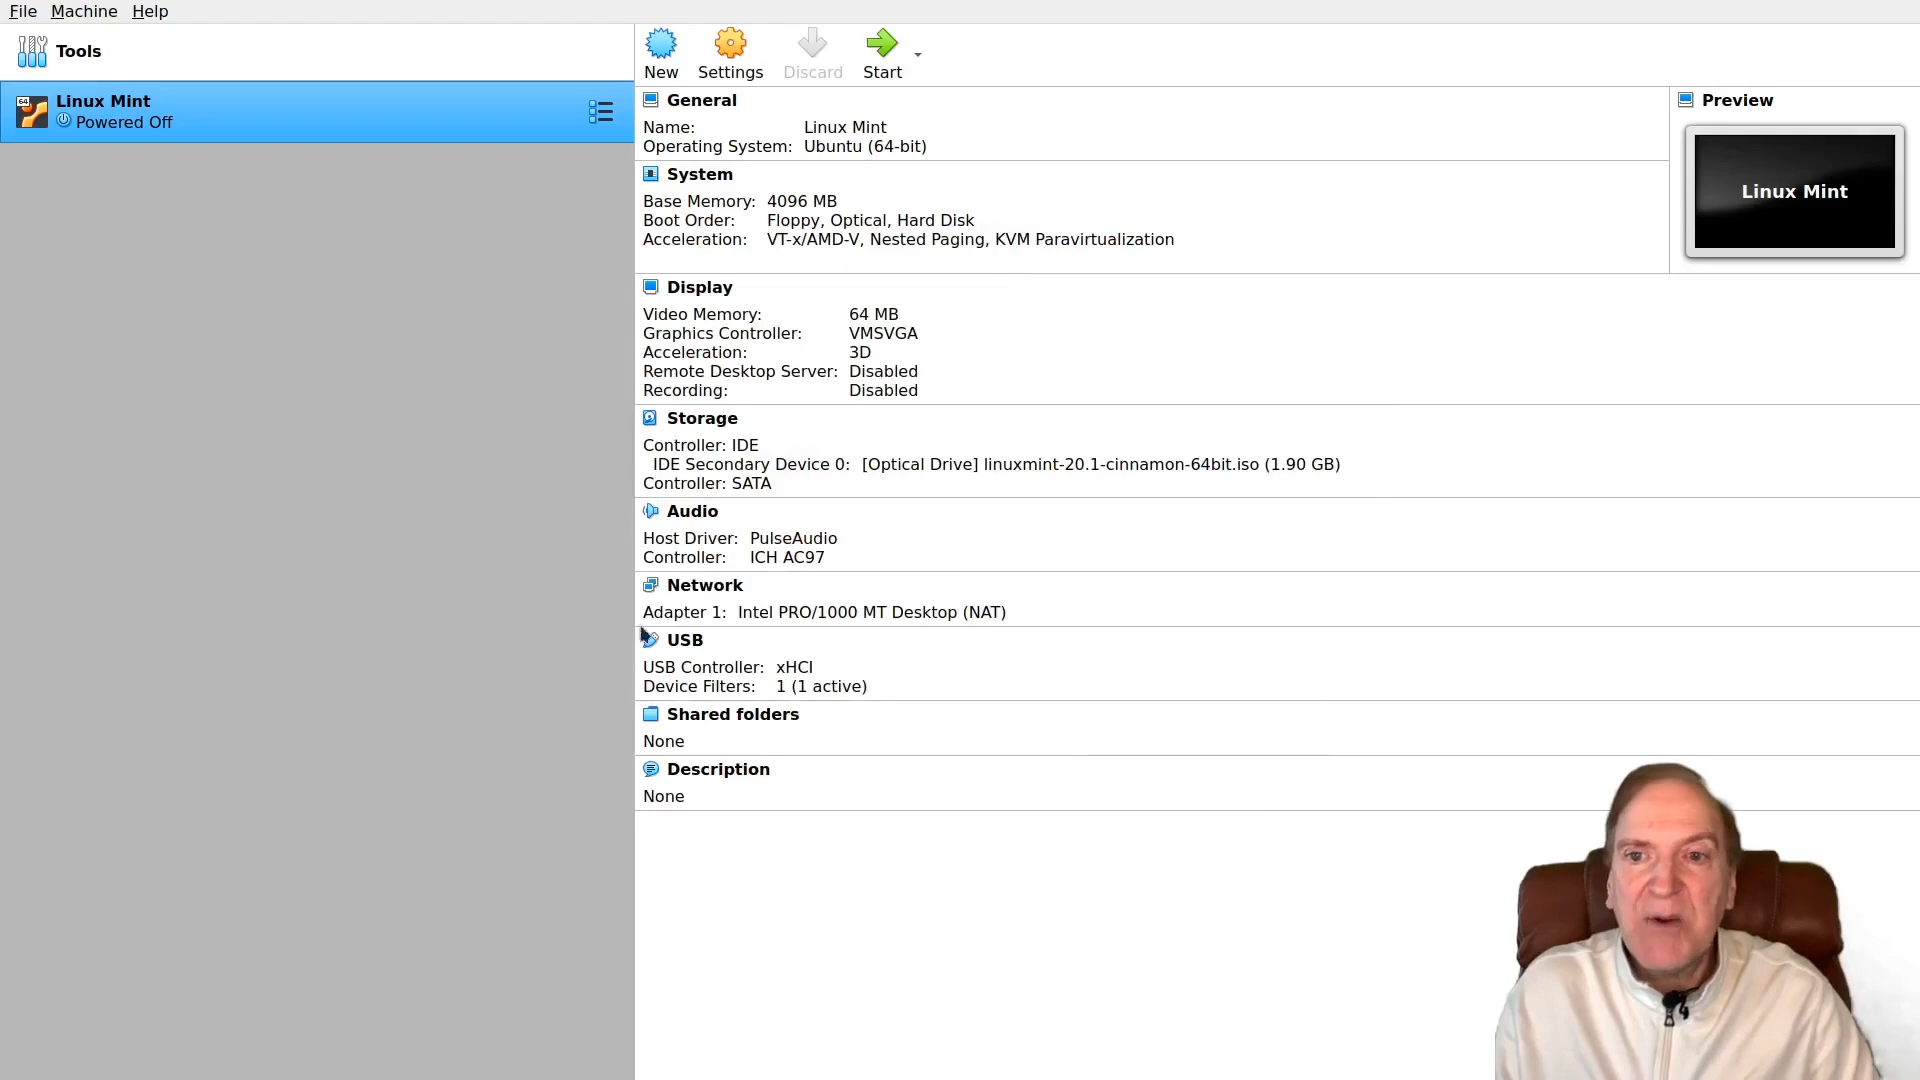 File Machine Help
Tools
64
Linux Mint
Powered Off
New Settings Discard Start
General
Name: Linux Mint
Operating System: Ubuntu (64-bit)
Preview
Linux Mint
System
Base Memory: 4096 MB
Boot Order: Floppy, Optical, Hard Disk
Acceleration: VT-x/AMD-V, Nested Paging, KVM Paravirtualization
Display
Video Memory: 64 MB
Graphics Controller: VMSVGA
Acceleration: 3D
Remote Desktop Server: Disabled
Recording: Disabled
Storage
Controller: IDE
IDE Secondary Device 0: [Optical Drive] linuxmint-20.1-cinnamon-64bit.iso (1.90 GB)
Controller: SATA
Audio
Host Driver: PulseAudio
Controller: ICH AC97
Network
Adapter 1: Intel PRO/1000 MT Desktop (NAT)
USB
USB Controller: xHCI
Device Filters: 1 (1 active)
Shared folders
None
Description
None